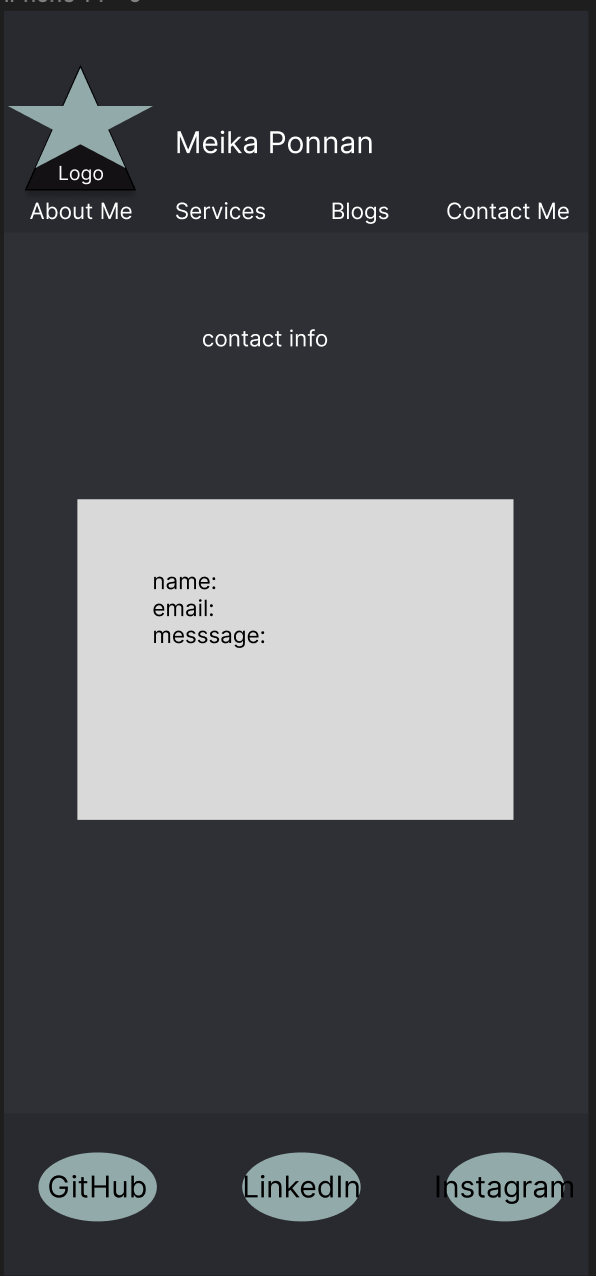 Meika Ponnan
Logo
About Me Services Blogs Contact Me
contact info
name:
email:
messsage:
GitHub LinkedIn Instagram